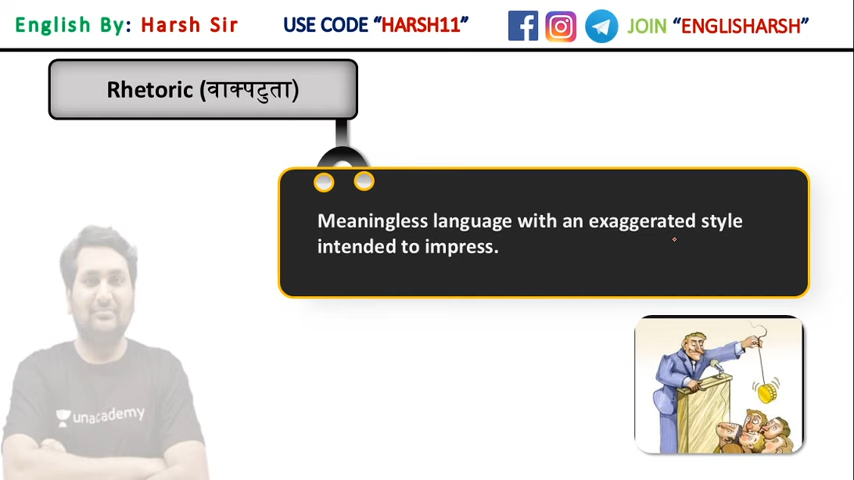 English By: Harsh Sir
USE CODE “HARSH11”
JOIN “ENGLISHARSH”
Rhetoric (वाक्पटुता)
Meaningless language with an exaggerated style
intended to impress.
unacademy